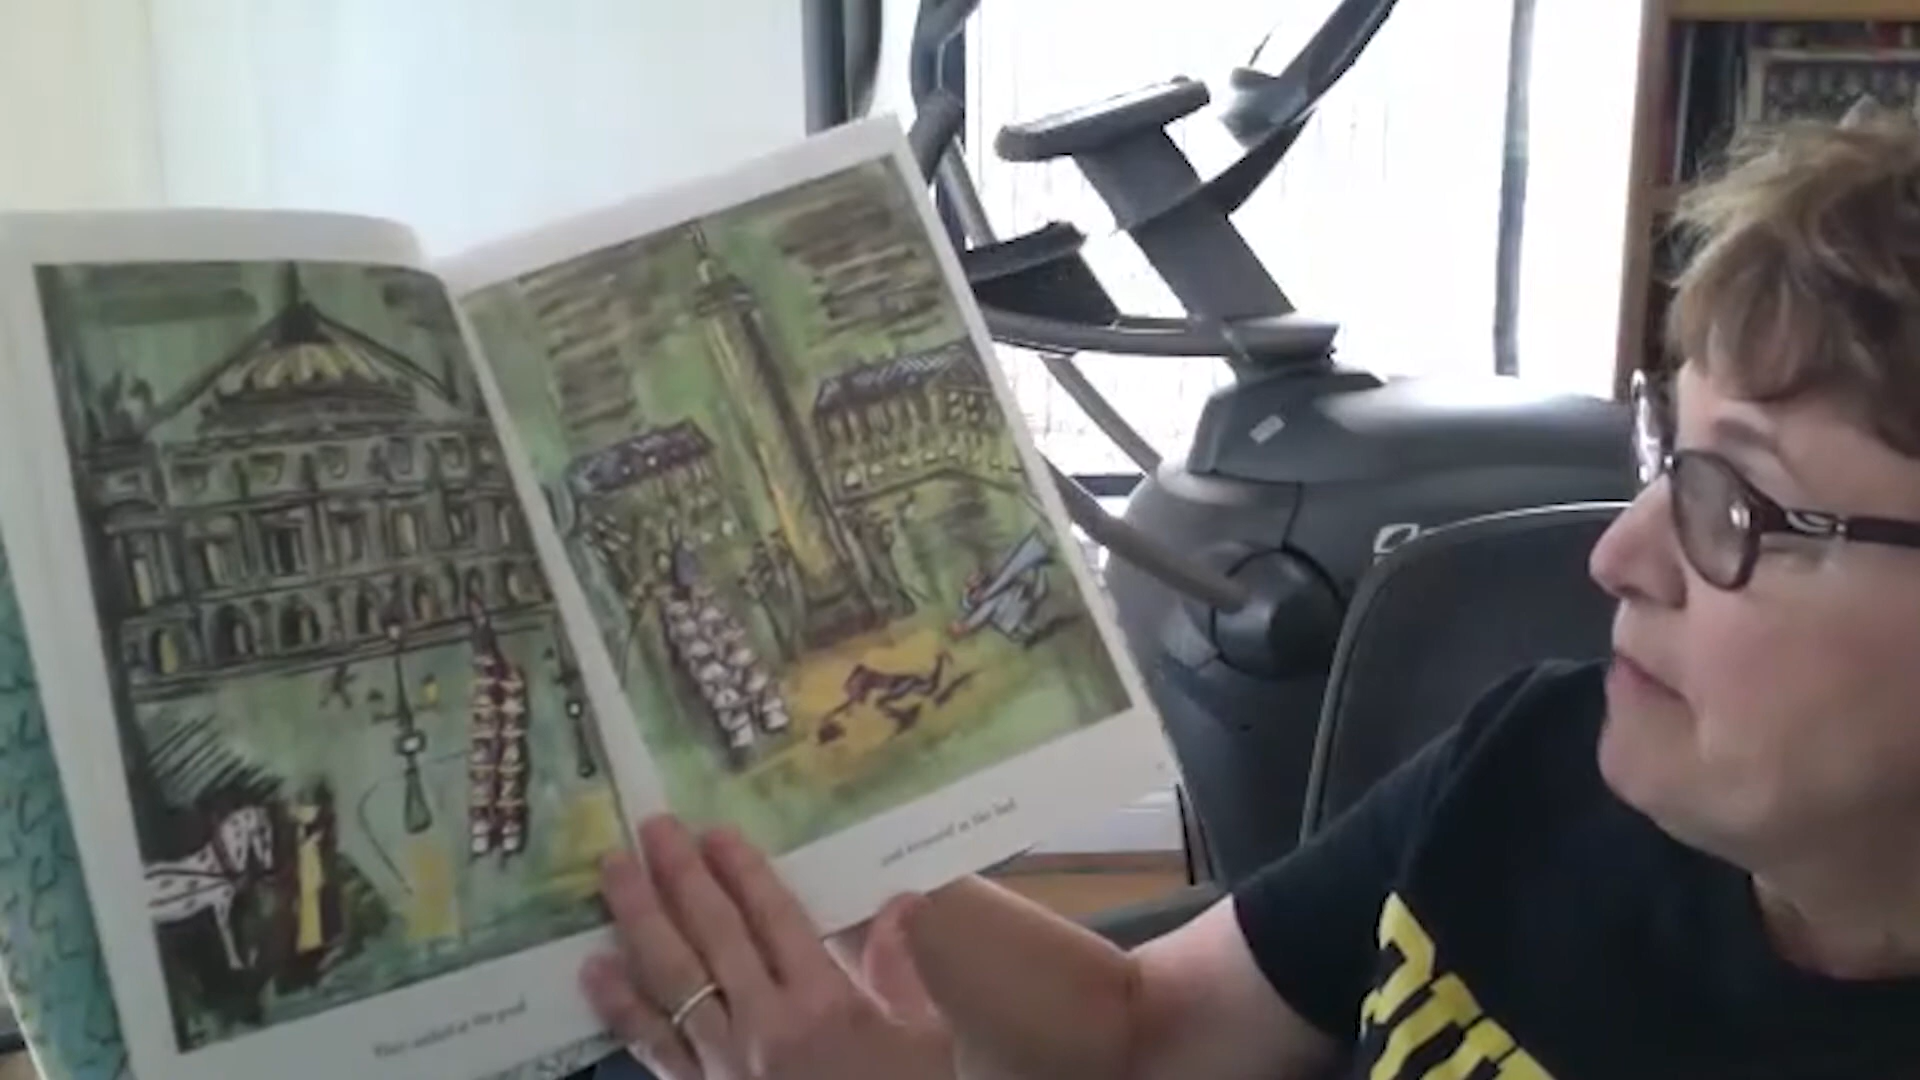 They smiled at the good
and frowned at the bad.